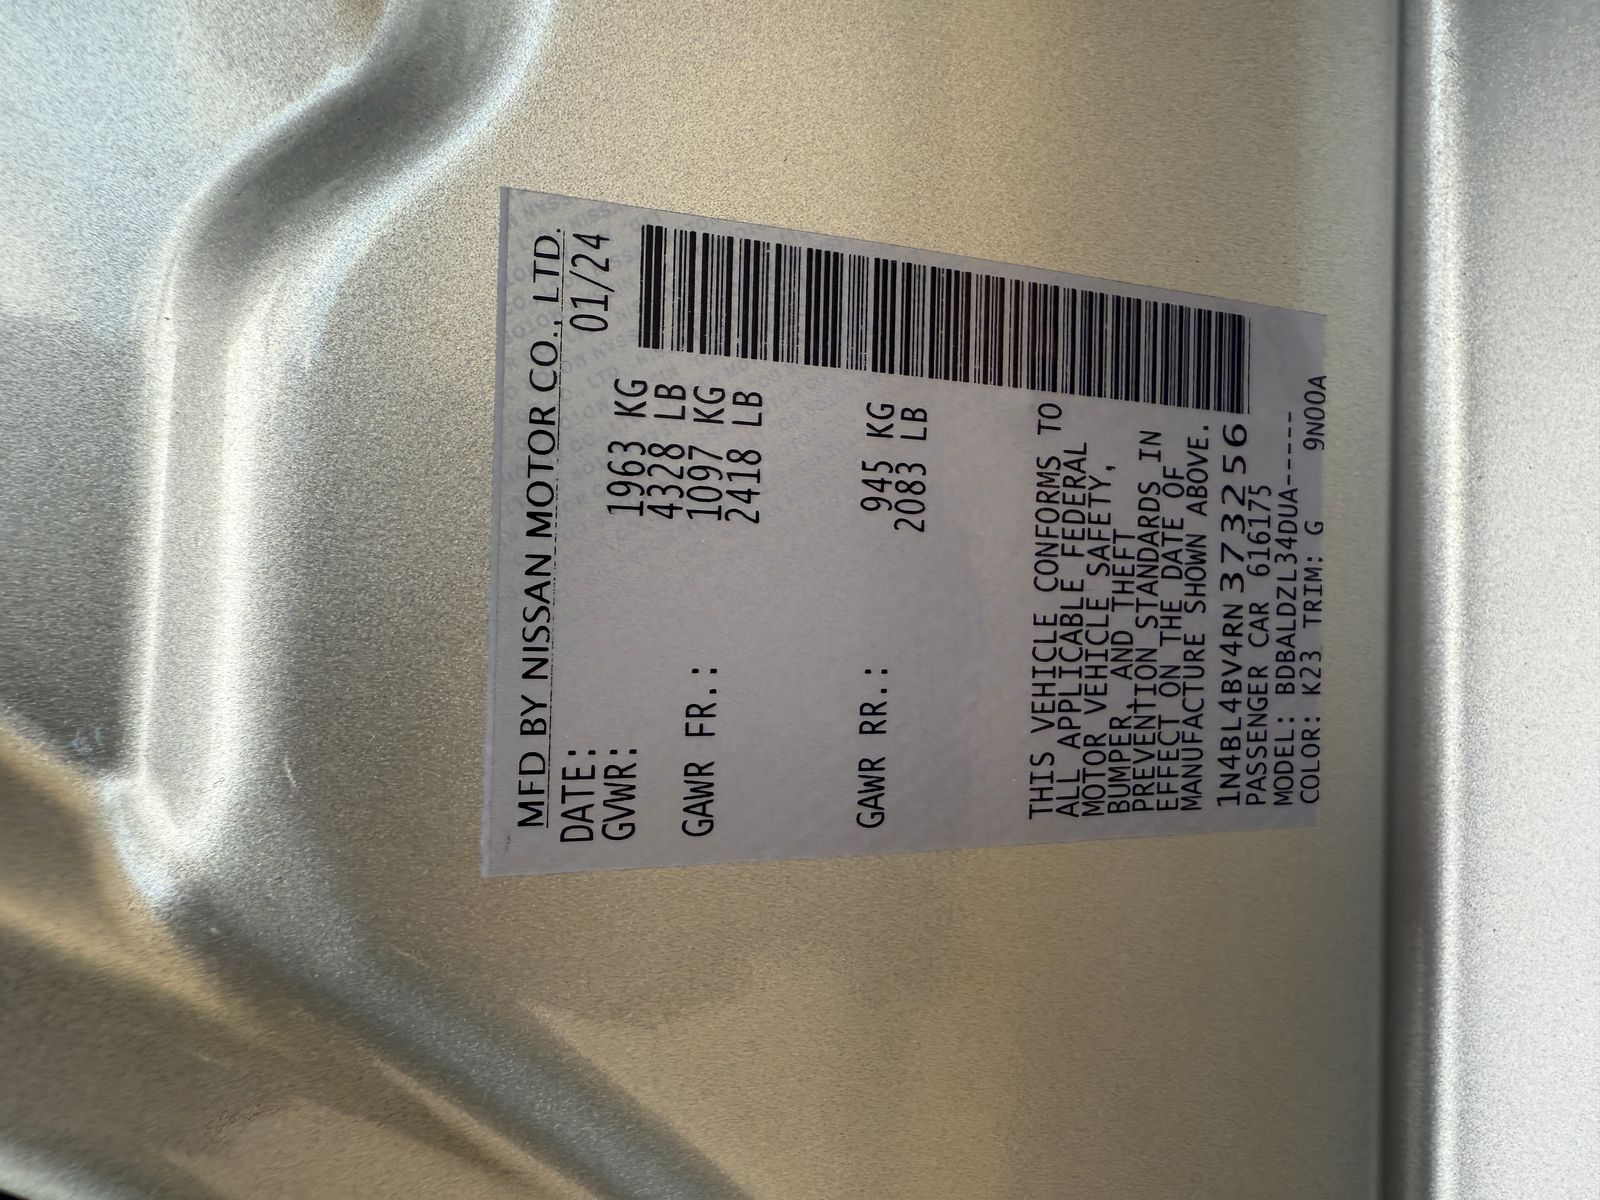 MFD BY NISSAN MOTOR CO., LTD.
DATE: 01/24
GVWR: 1963 KG
4328 LB
GAWR FR.: 1097 KG
2418 LB
GAWR RR.: 945 KG
2083 LB
THIS VEHICLE CONFORMS TO
ALL APPLICABLE FEDERAL
MOTOR VEHICLE SAFETY,
BUMPER, AND THEFT
PREVENTION STANDARDS IN
EFFECT ON THE DATE OF
MANUFACTURE SHOWN ABOVE.
1N4BL4BV4RN373256
PASSENGER CAR 616175
MODEL: BDBALDZL34DUA-----
COLOR: K23 TRIM: G 9N00A